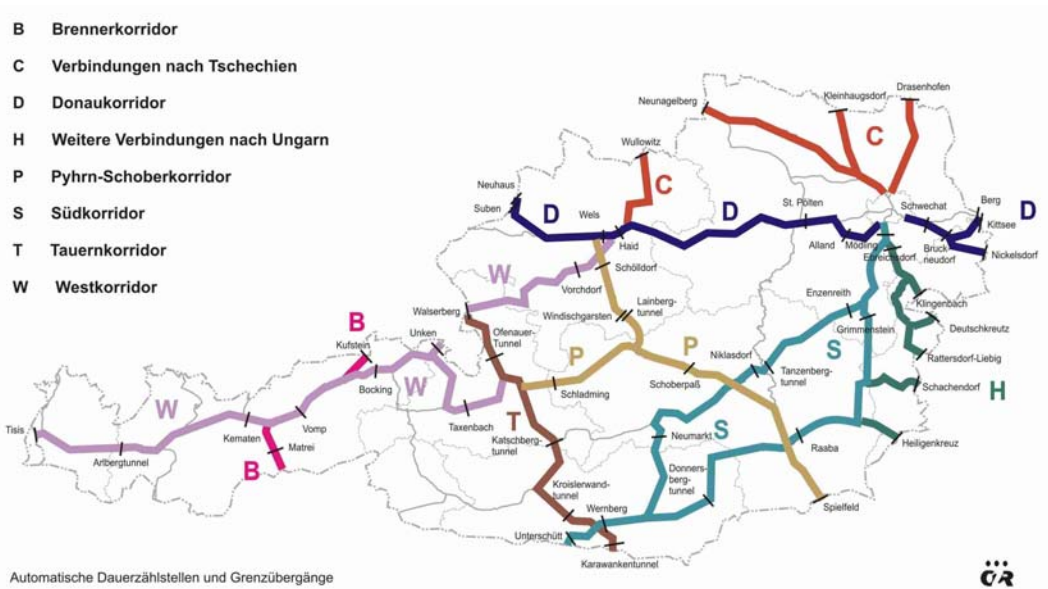 B Brennerkorridor
C Verbindungen nach Tschechien
D Donaukorridor
H Weitere Verbindungen nach Ungarn
P Pyhrn-Schoberkorridor
S Südkorridor
T Tauernkorridor
W Westkorridor
Neunagelberg
Kleinhaugsdorf
Drasenhofen
C
Wullowitz
C
Neuhaus
Suben
D
Wels
Haid
D
St. Pölten
Alland
Mödling
Schwechat
Berg
Kittsee
D
Bruck-
neudorf
Nickelsdorf
Ebreichsdorf
Schölldorf
W
Vorchdorf
Walserberg
Ofenauer-
Tunnel
Windischgarsten
Lainberg-
tunnel
Enzenreith
Grimmenstein
Klingenbach
Deutschkreutz
Rattersdorf-Liebig
B
Kufstein
Unken
Bocking
W
P
Schladming
P
Schoberpaß
Niklasdorf
Tanzenberg-
tunnel
S
Schachendorf
H
Heiligenkreuz
W
Tisis
Arlbergtunnel
Kematen
Vomp
Matrei
B
Taxenbach
T
Katschberg-
tunnel
Neumarkt
S
Raaba
Donners-
berg-
tunnel
Kroislerwand-
tunnel
Wernberg
Unterschütt
Karawankentunnel
Spielfeld
Automatische Dauerzählstellen und Grenzübergänge